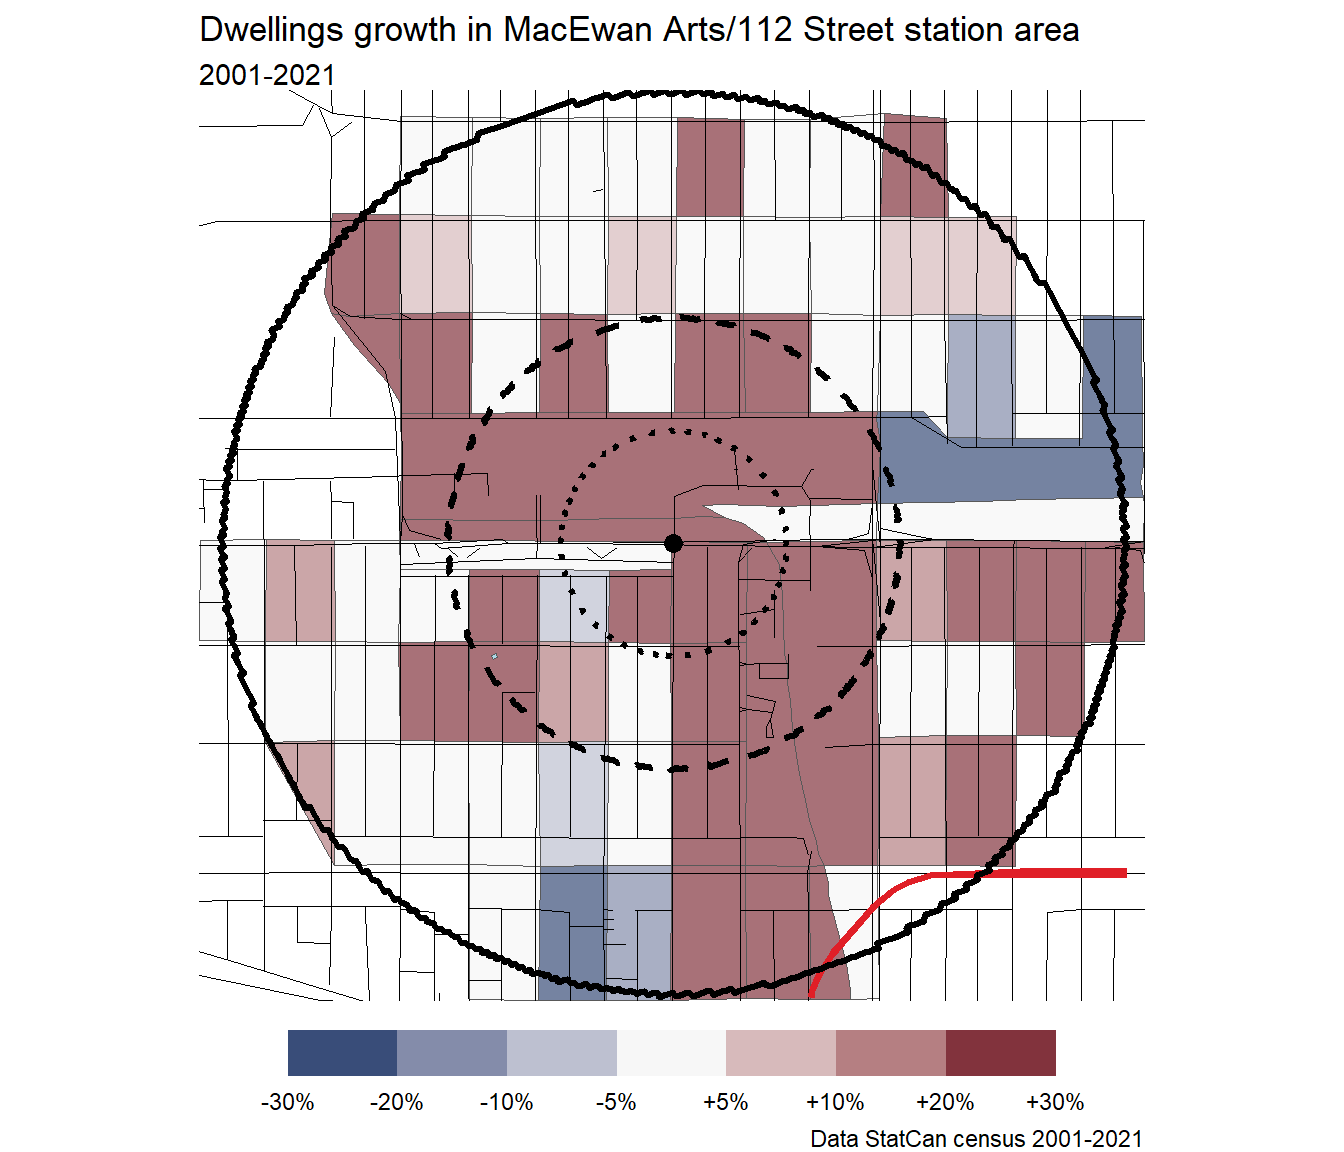 Dwellings growth in MacEwan Arts/112 Street station area
2001-2021
-30% -20% -10% -5% +5% +10% +20% +30%
Data StatCan census 2001-2021